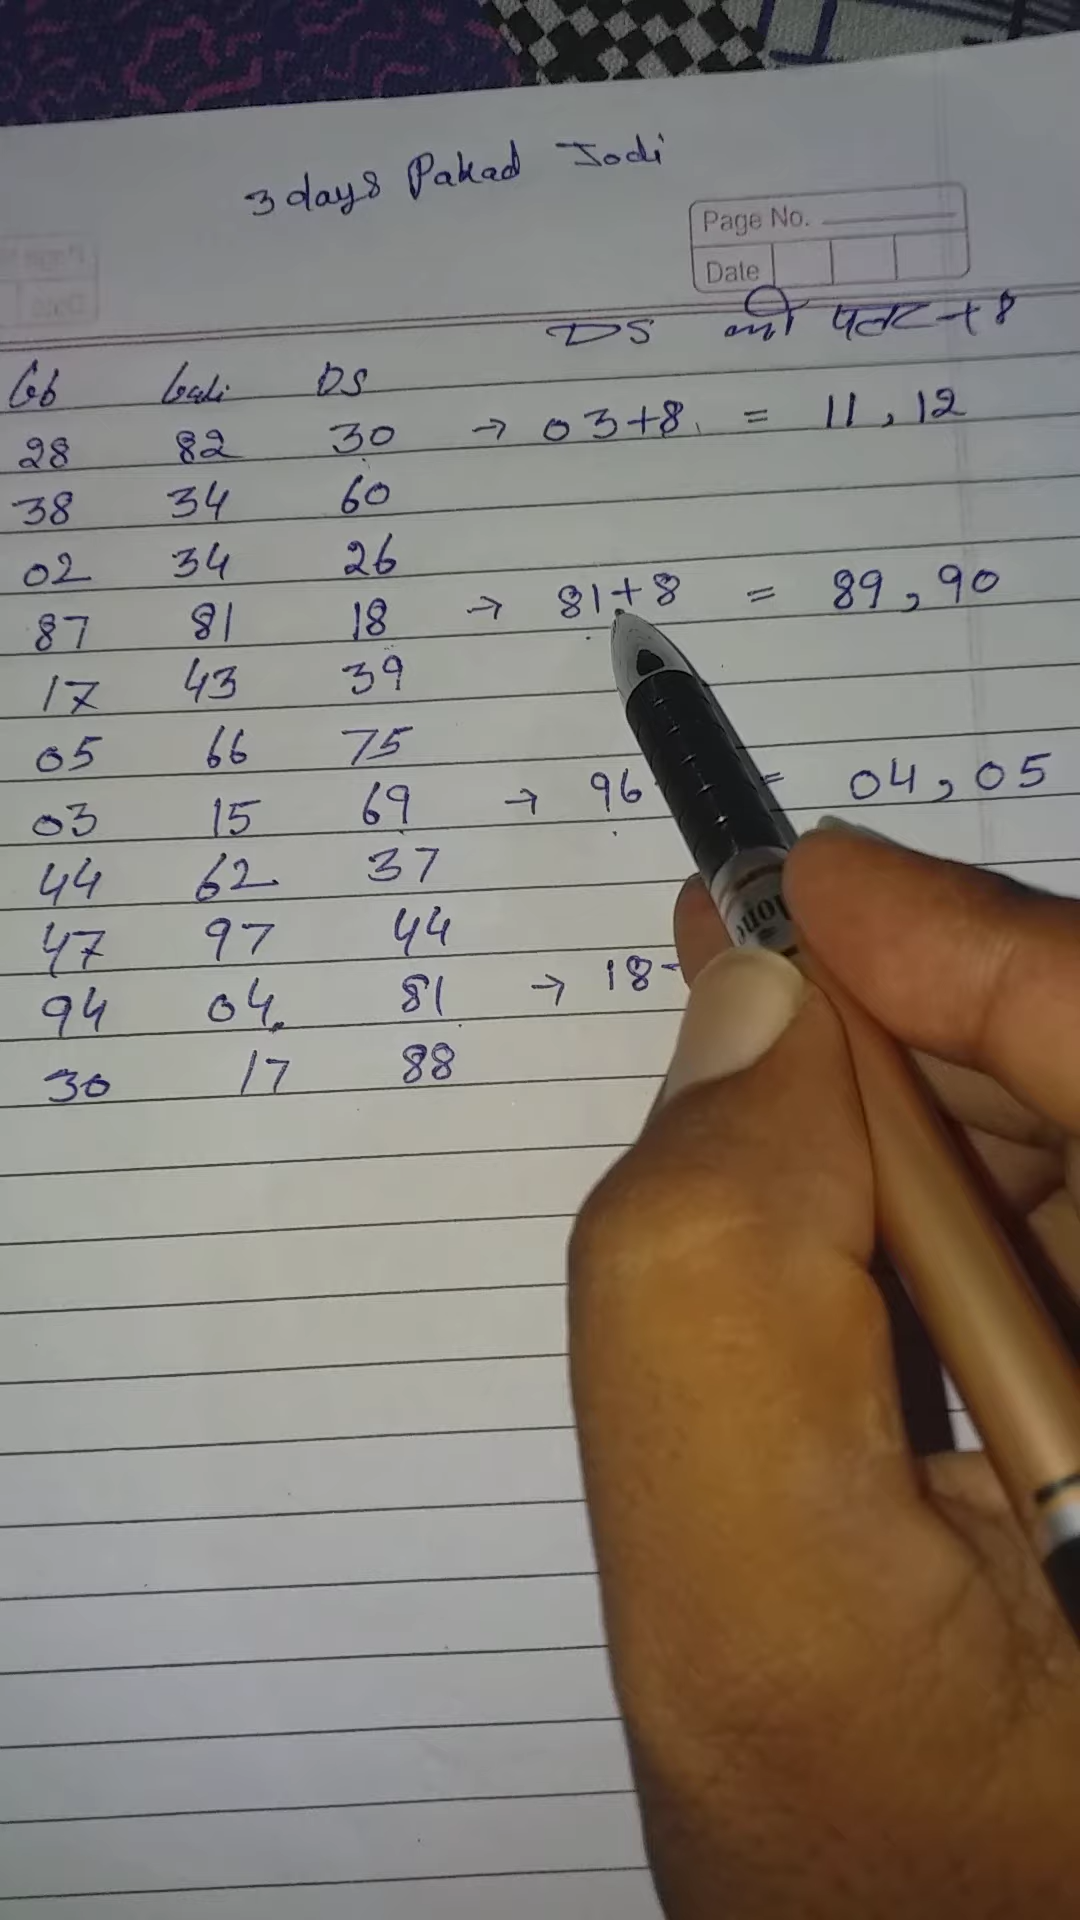 3 days Pakad Jodi
Page No.
Date
DS की पलट +8
Gb Gali DS
28 82 30 → 03+8 = 11, 12
38 34 60
02 34 26
87 81 18 → 81+8 = 89, 90
17 43 39
05 66 75
03 15 69 → 96 = 04, 05
44 62 37
47 97 44
94 04 81 → 18
30 17 88